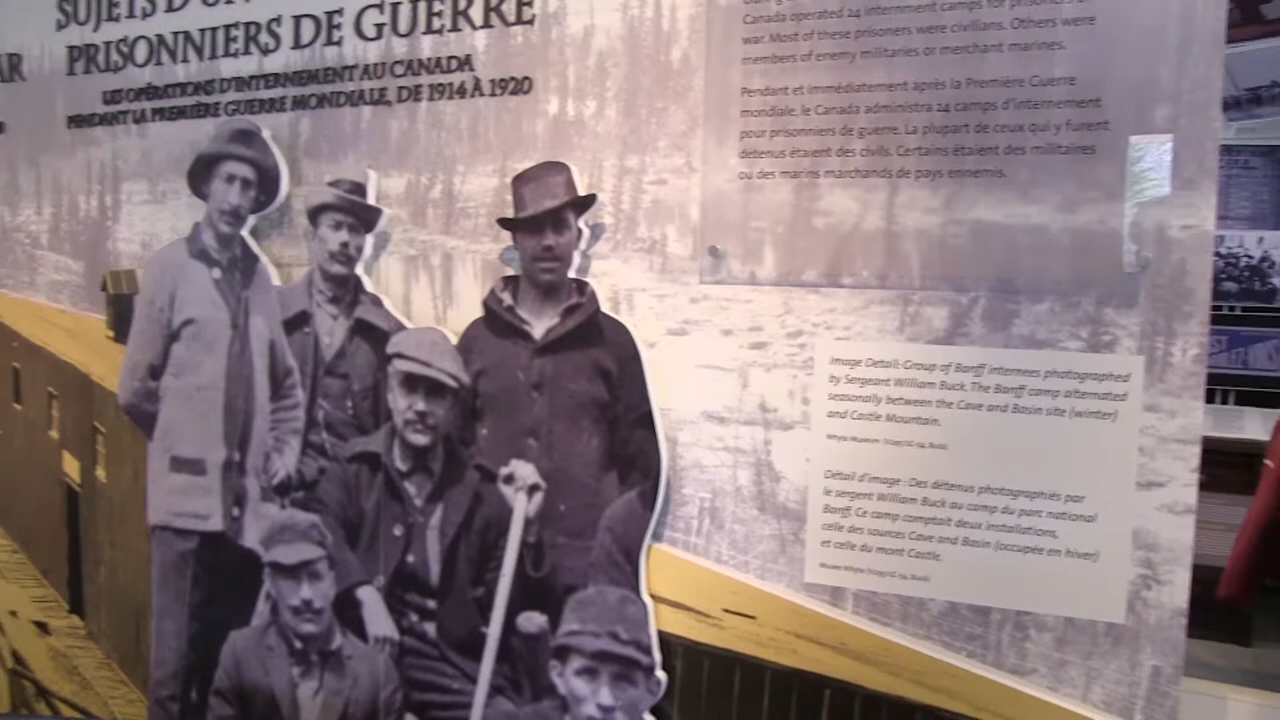 SUJETS D'UN
PRISONNIERS DE GUERRE
LES OPÉRATIONS D'INTERNEMENT AU CANADA
PENDANT LA PREMIÈRE GUERRE MONDIALE, DE 1914 À 1920
AR
Canada operated 24 internment camps for prisoners of
war. Most of these prisoners were civilians. Others were
members of enemy militaries or merchant marines.
Pendant et immédiatement après la Première Guerre
mondiale, le Canada administra 24 camps d'internement
pour prisonniers de guerre. La plupart de ceux qui y furent
détenus étaient des civils. Certains étaient des militaires
ou des marins marchands de pays ennemis.
Image Detail: Group of Banff internees photographed
by Sergeant William Buck. The Banff camp alternated
seasonally between the Cave and Basin site (winter)
and Castle Mountain.
Whyte Museum
Détail d'image : Des détenus photographiés par
le sergent William Buck au camp du parc national
Banff. Ce camp comptait deux installations,
celle des sources Cave and Basin (occupée en hiver)
et celle du mont Castle.
Musée Whyte